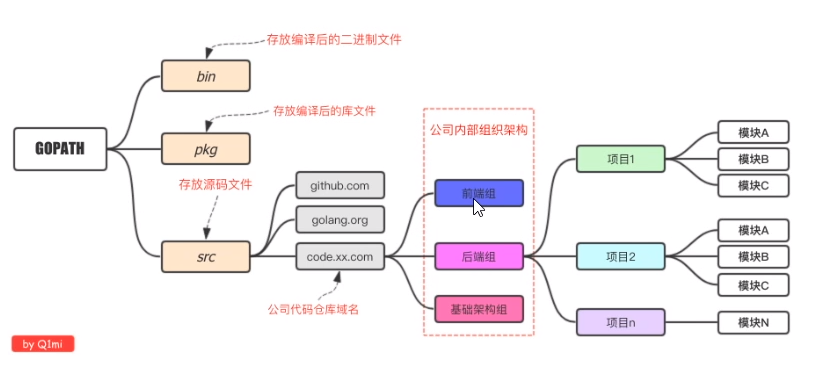 存放编译后的二进制文件
bin
存放编译后的库文件
公司内部组织架构
GOPATH
pkg
项目1
模块A
模块B
模块C
存放源码文件
github.com
前端组
golang.org
src
code.xx.com
后端组
项目2
模块A
模块B
模块C
公司代码仓库域名
基础架构组
项目n
模块N
by Q1mi